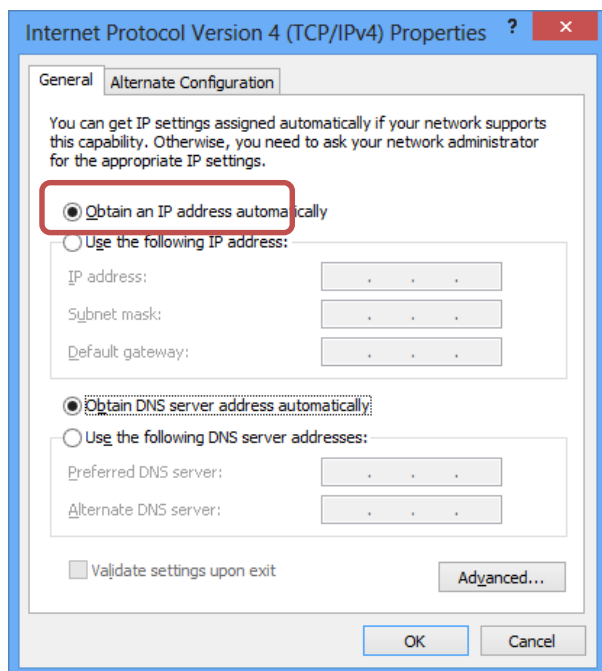 Internet Protocol Version 4 (TCP/IPv4) Properties ?
General Alternate Configuration
You can get IP settings assigned automatically if your network supports
this capability. Otherwise, you need to ask your network administrator
for the appropriate IP settings.
Obtain an IP address automatically
Use the following IP address:
IP address:
Subnet mask:
Default gateway:
Obtain DNS server address automatically
Use the following DNS server addresses:
Preferred DNS server:
Alternate DNS server:
Validate settings upon exit
Advanced...
OK Cancel